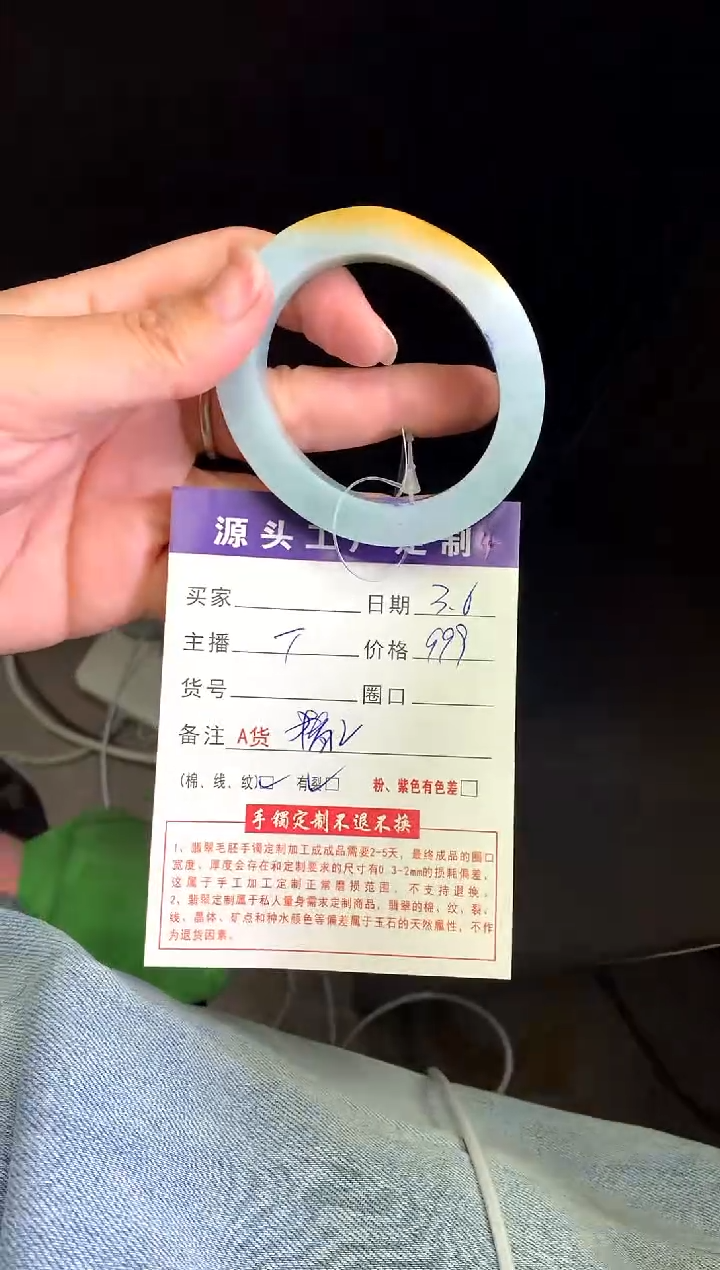 源头工厂定制
买家 日期 3.6
主播 T 价格 999
货号 圈口
备注 A货
(棉、线、纹) 有裂 粉、紫色有色差
手镯定制不退不换
1、翡翠毛胚手镯定制加工成成品需要2-5天，最终成品的圈口
宽度、厚度会存在和定制要求的尺寸有0.3-2mm的损耗偏差，
这属于手工加工定制正常磨损范围，不支持退换。
2、翡翠定制属于私人量身需求定制商品，翡翠的棉、纹、裂、
线、晶体、矿点和种水颜色等偏差属于玉石的天然属性，不作
为退货因素。